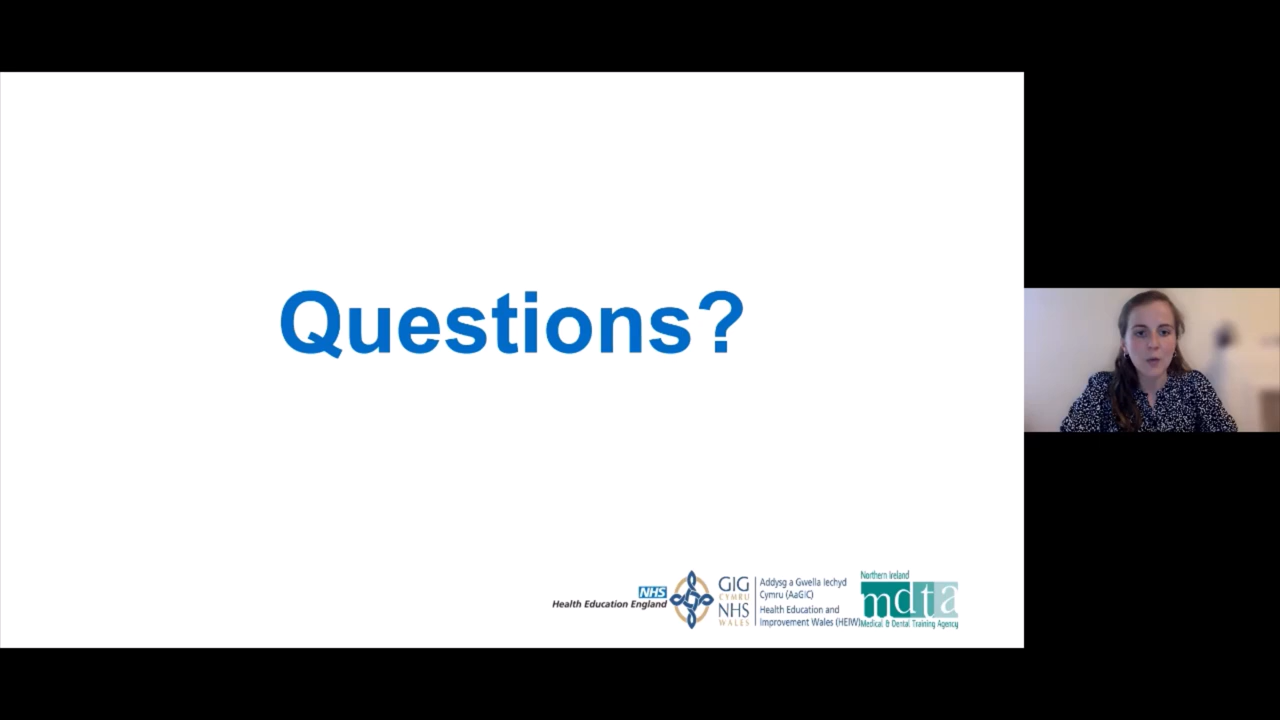 Questions?
NHS
Health Education England
GIG
CYMRU
NHS
WALES
Addysg a Gwella Iechyd
Cymru (AaGIC)
Health Education and
Improvement Wales (HEIW)
Northern Ireland
mdta
Medical & Dental Training Agency